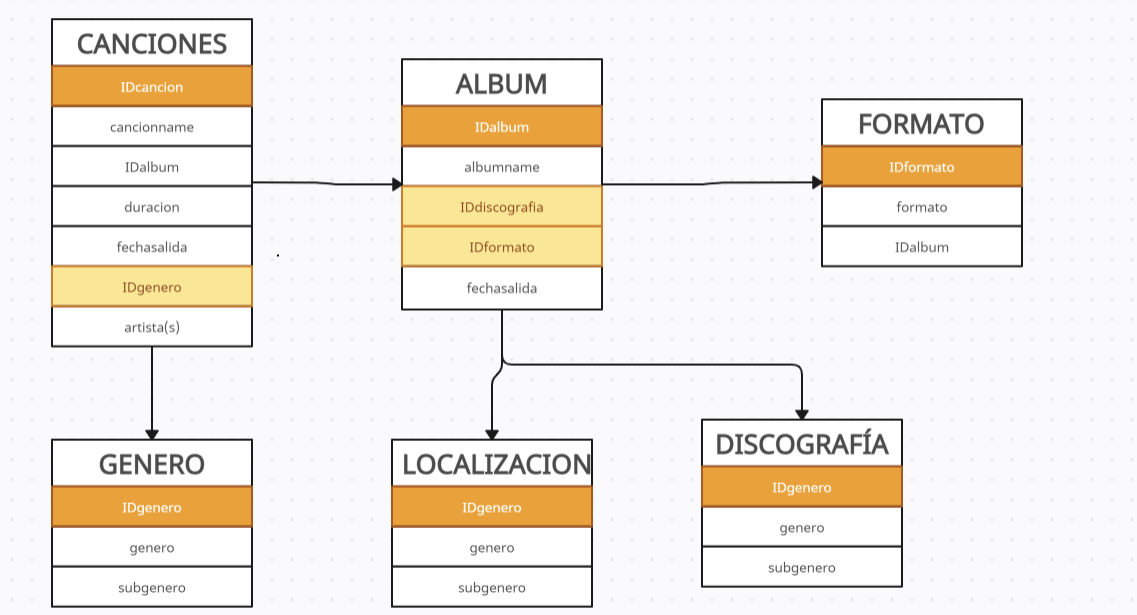 CANCIONES
IDcancion
cancionname
IDalbum
duracion
fechasalida
IDgenero
artista(s)
ALBUM
IDalbum
albumname
IDdiscografia
IDformato
fechasalida
FORMATO
IDformato
formato
IDalbum
GENERO
IDgenero
genero
subgenero
LOCALIZACION
IDgenero
genero
subgenero
DISCOGRAFÍA
IDgenero
genero
subgenero